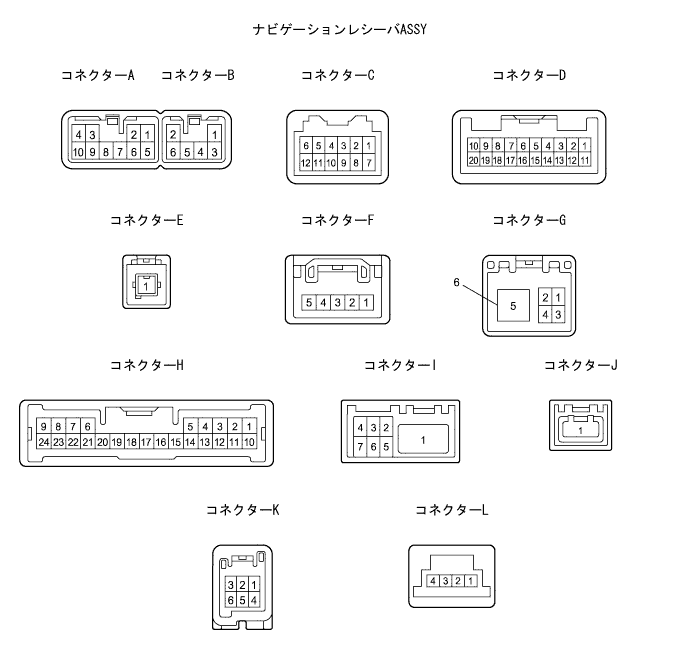 ナビゲーションレシーバASSY
コネクターA コネクターB コネクターC コネクターD
4 3 2 1 2 1
10 9 8 7 6 5 6 5 4 3
6 5 4 3 2 1
12 11 10 9 8 7
10 9 8 7 6 5 4 3 2 1
20 19 18 17 16 15 14 13 12 11
コネクターE コネクターF コネクターG
1
5 4 3 2 1
6
5
2 1
4 3
コネクターH コネクターI コネクターJ
9 8 7 6 5 4 3 2 1
24 23 22 21 20 19 18 17 16 15 14 13 12 11 10
4 3 2
7 6 5
1
1
コネクターK コネクターL
3 2 1
6 5 4
4 3 2 1